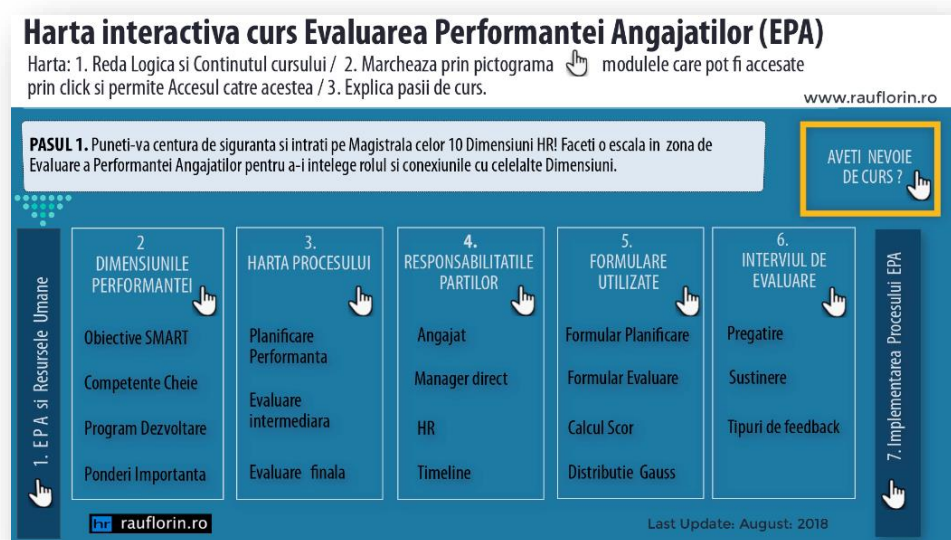 Harta interactiva curs Evaluarea Performantei Angajatilor (EPA)
Harta: 1. Reda Logica si Continutul cursului / 2. Marcheaza prin pictograma modulele care pot fi accesate
prin click si permite Accesul catre acestea / 3. Explica pasii de curs.
www.rauflorin.ro
PASUL 1. Puneti-va centura de siguranta si intrati pe Magistrala celor 10 Dimensiuni HR! Faceti o escala in zona de
Evaluare a Performantei Angajatilor pentru a-i intelege rolul si conexiunile cu celelalte Dimensiuni.
AVETI NEVOIE
DE CURS ?
1. E P A si Resursele Umane
2
DIMENSIUNILE
PERFORMANTEI
Obiective SMART
Competente Cheie
Program Dezvoltare
Ponderi Importanta
3.
HARTA PROCESULUI
Planificare
Performanta
Evaluare
intermediara
Evaluare finala
4.
RESPONSABILITATILE
PARTILOR
Angajat
Manager direct
HR
Timeline
5.
FORMULARE
UTILIZATE
Formular Planificare
Formular Evaluare
Calcul Scor
Distributie Gauss
6.
INTERVIUL DE
EVALUARE
Pregatire
Sustinere
Tipuri de feedback
7. Implementarea Procesului EPA
hr rauflorin.ro
Last Update: August: 2018